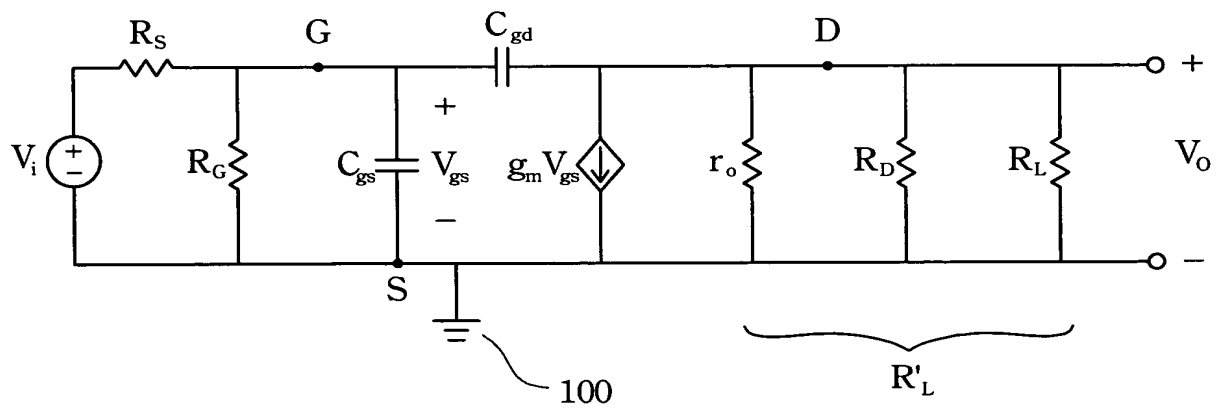 R_S
G
C_gd
D
+
V_i
+
−
R_G
C_gs
+
V_gs
−
g_m V_gs
r_o
R_D
R_L
V_O
−
S
100
R'_L